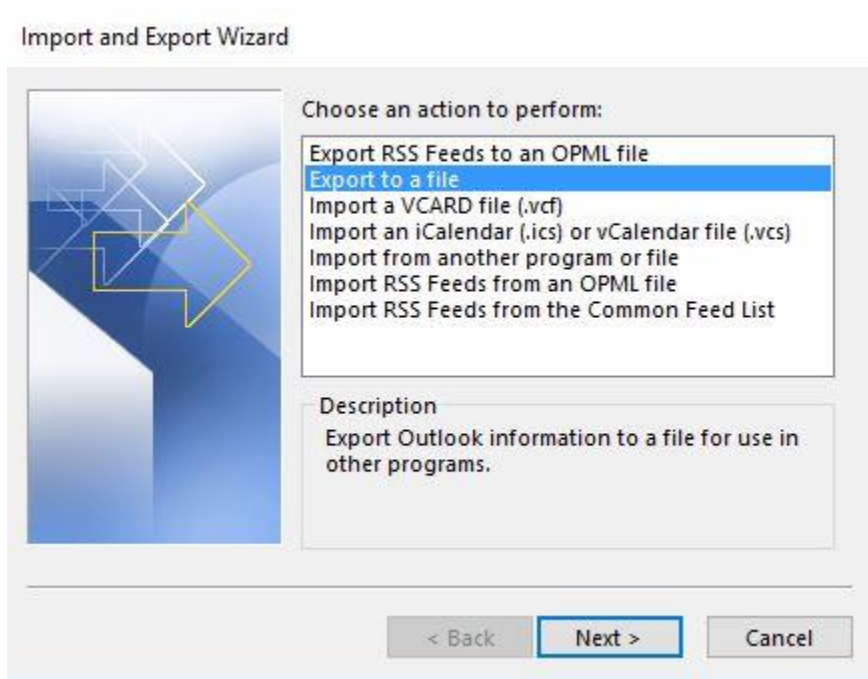 Import and Export Wizard
Choose an action to perform:
Export RSS Feeds to an OPML file
Export to a file
Import a VCARD file (.vcf)
Import an iCalendar (.ics) or vCalendar file (.vcs)
Import from another program or file
Import RSS Feeds from an OPML file
Import RSS Feeds from the Common Feed List
Description
Export Outlook information to a file for use in
other programs.
< Back
Next >
Cancel